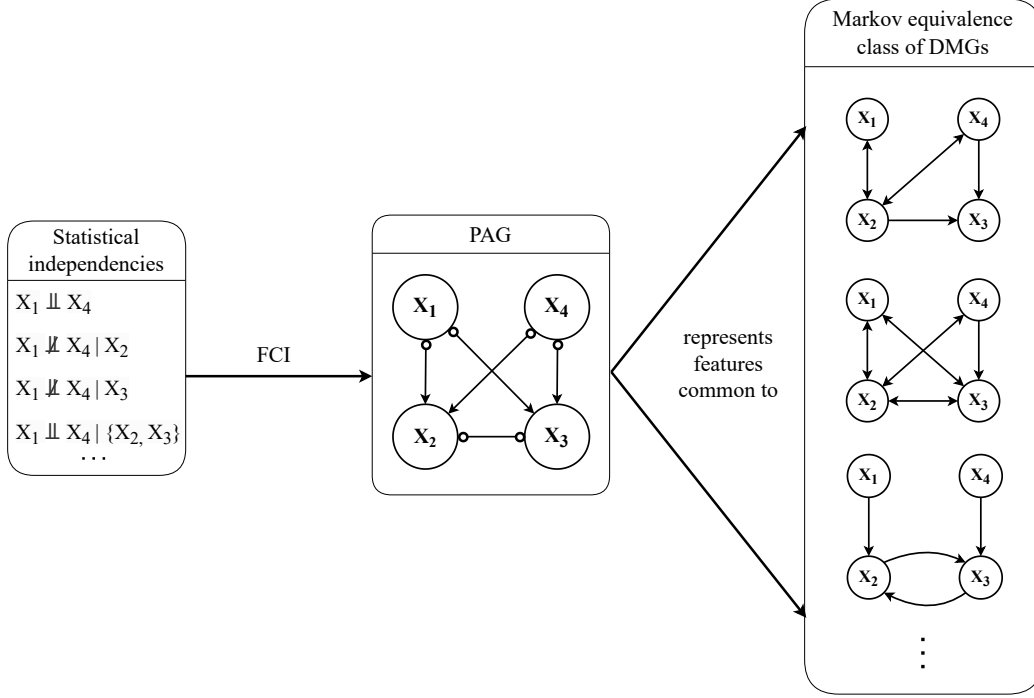 Statistical
independencies
X₁ ⫫ X₄
X₁ ⫫̸ X₄ | X₂
X₁ ⫫̸ X₄ | X₃
X₁ ⫫ X₄ | {X₂, X₃}
...
FCI
PAG
X₁
X₄
X₂
X₃
represents
features
common to
Markov equivalence
class of DMGs
X₁
X₄
X₂
X₃
X₁
X₄
X₂
X₃
X₁
X₄
X₂
X₃
⋮